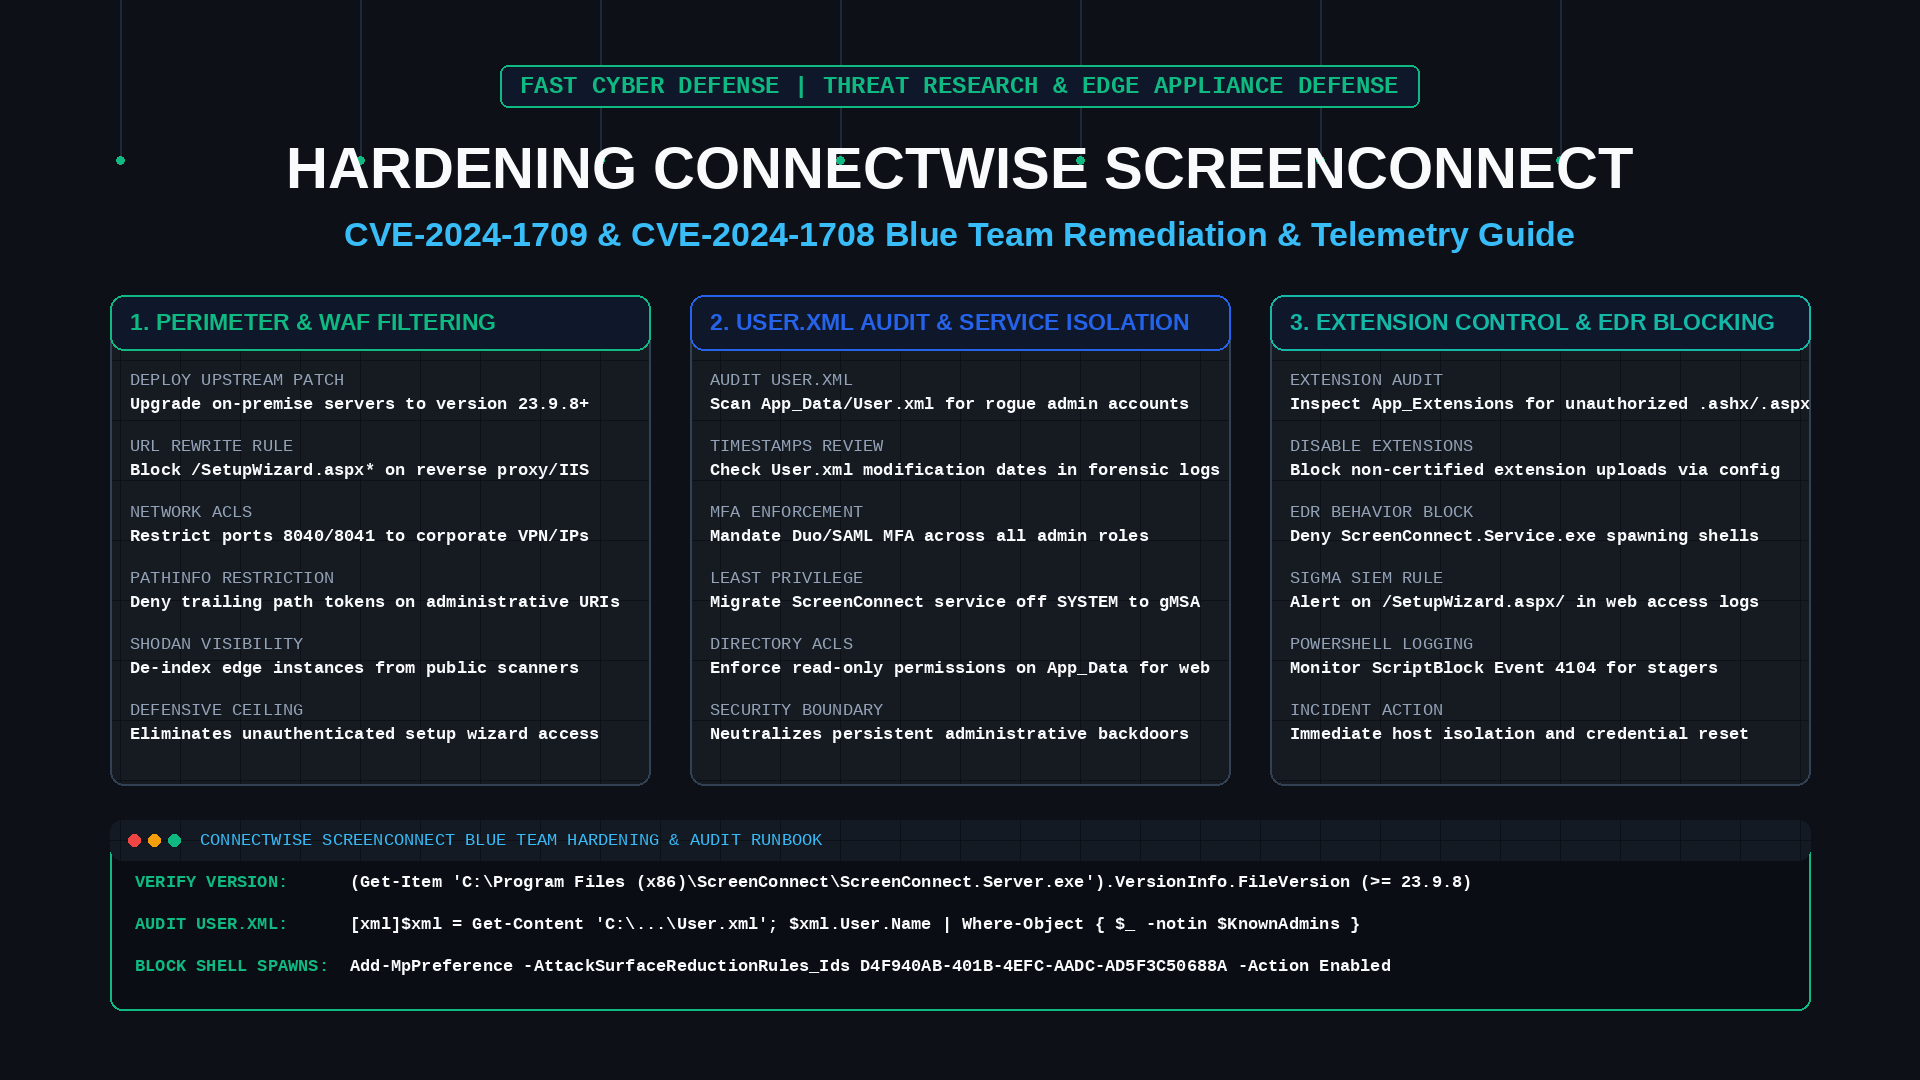 FAST CYBER DEFENSE | THREAT RESEARCH & EDGE APPLIANCE DEFENSE
HARDENING CONNECTWISE SCREENCONNECT
CVE-2024-1709 & CVE-2024-1708 Blue Team Remediation & Telemetry Guide
1. PERIMETER & WAF FILTERING
DEPLOY UPSTREAM PATCH
Upgrade on-premise servers to version 23.9.8+
URL REWRITE RULE
Block /SetupWizard.aspx* on reverse proxy/IIS
NETWORK ACLS
Restrict ports 8040/8041 to corporate VPN/IPs
PATHINFO RESTRICTION
Deny trailing path tokens on administrative URIs
SHODAN VISIBILITY
De-index edge instances from public scanners
DEFENSIVE CEILING
Eliminates unauthenticated setup wizard access
2. USER.XML AUDIT & SERVICE ISOLATION
AUDIT USER.XML
Scan App_Data/User.xml for rogue admin accounts
TIMESTAMPS REVIEW
Check User.xml modification dates in forensic logs
MFA ENFORCEMENT
Mandate Duo/SAML MFA across all admin roles
LEAST PRIVILEGE
Migrate ScreenConnect service off SYSTEM to gMSA
DIRECTORY ACLS
Enforce read-only permissions on App_Data for web
SECURITY BOUNDARY
Neutralizes persistent administrative backdoors
3. EXTENSION CONTROL & EDR BLOCKING
EXTENSION AUDIT
Inspect App_Extensions for unauthorized .ashx/.aspx
DISABLE EXTENSIONS
Block non-certified extension uploads via config
EDR BEHAVIOR BLOCK
Deny ScreenConnect.Service.exe spawning shells
SIGMA SIEM RULE
Alert on /SetupWizard.aspx/ in web access logs
POWERSHELL LOGGING
Monitor ScriptBlock Event 4104 for stagers
INCIDENT ACTION
Immediate host isolation and credential reset
CONNECTWISE SCREENCONNECT BLUE TEAM HARDENING & AUDIT RUNBOOK
VERIFY VERSION: (Get-Item 'C:\Program Files (x86)\ScreenConnect\ScreenConnect.Server.exe').VersionInfo.FileVersion (>= 23.9.8)
AUDIT USER.XML: [xml]$xml = Get-Content 'C:\...\User.xml'; $xml.User.Name | Where-Object { $_ -notin $KnownAdmins }
BLOCK SHELL SPAWNS: Add-MpPreference -AttackSurfaceReductionRules_Ids D4F940AB-401B-4EFC-AADC-AD5F3C50688A -Action Enabled